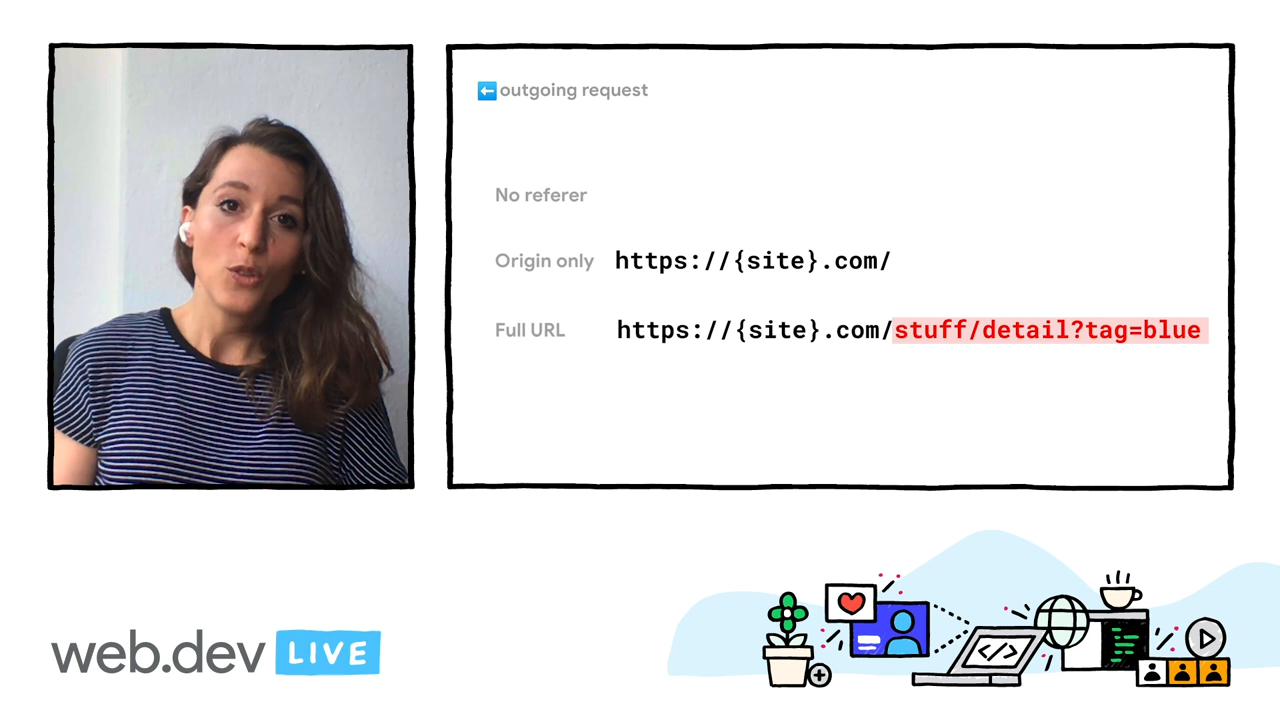 outgoing request
No referer
Origin only https://{site}.com/
Full URL https://{site}.com/stuff/detail?tag=blue
</>
web.dev LIVE